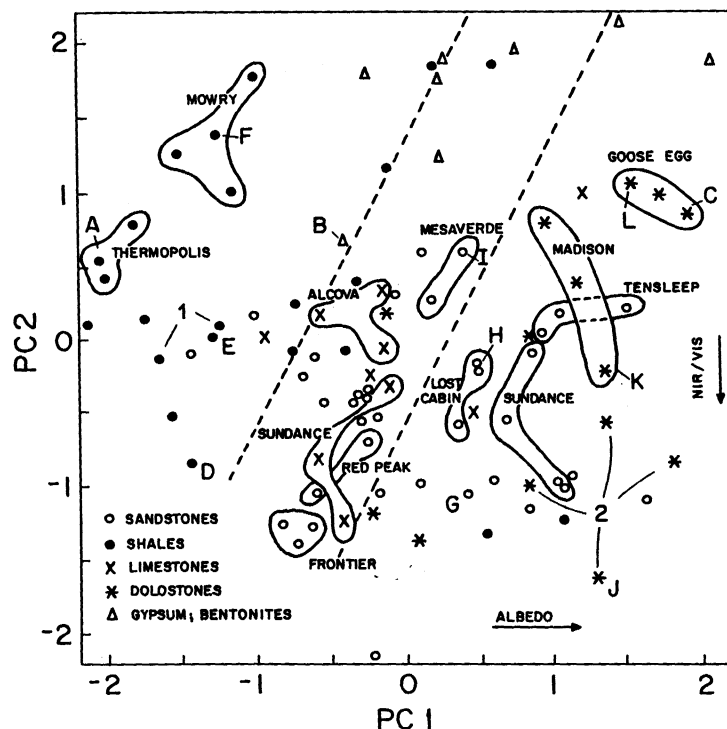 2
MOWRY
F
GOOSE EGG
1
L
C
A
B
MESAVERDE
THERMOPOLIS
I
MADISON
ALCOVA
TENSLEEP
1
E
H
0
PC2
NIR/VIS
LOST
CABIN
K
SUNDANCE
SUNDANCE
D
RED PEAK
-1
G
2
O SANDSTONES
● SHALES
X LIMESTONES
* DOLOSTONES
Δ GYPSUM; BENTONITES
FRONTIER
J
ALBEDO
-2
-2 -1 0 1 2
PC 1